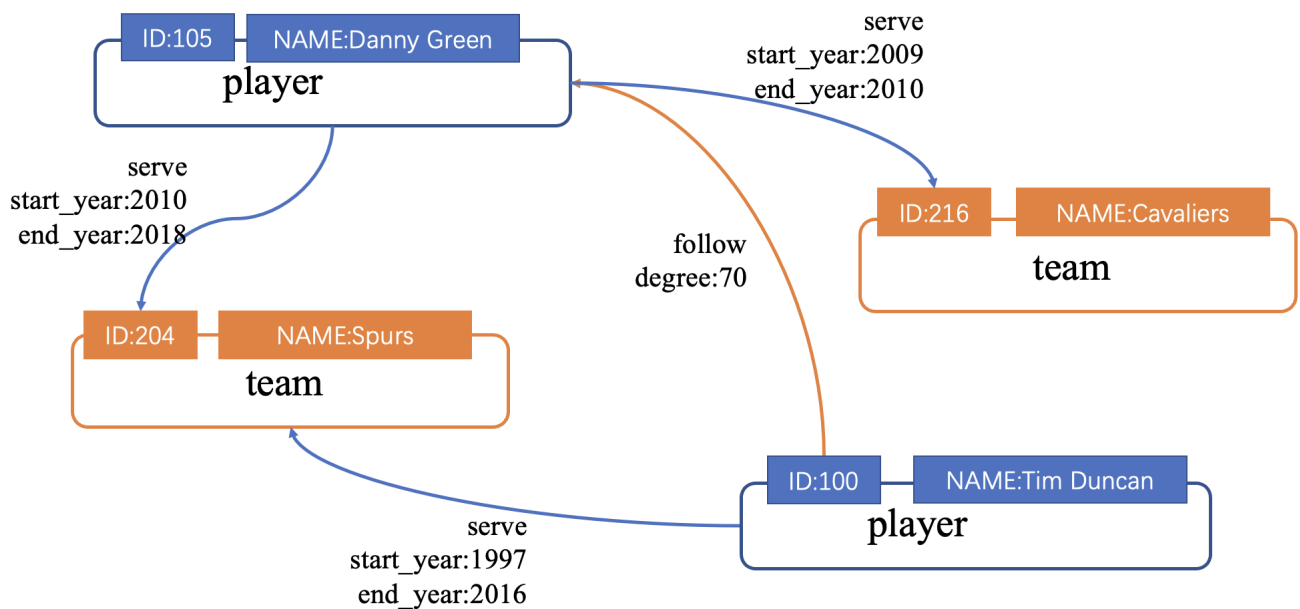 ID:105
NAME:Danny Green
player
serve
start_year:2009
end_year:2010
serve
start_year:2010
end_year:2018
ID:216
NAME:Cavaliers
team
follow
degree:70
ID:204
NAME:Spurs
team
ID:100
NAME:Tim Duncan
player
serve
start_year:1997
end_year:2016